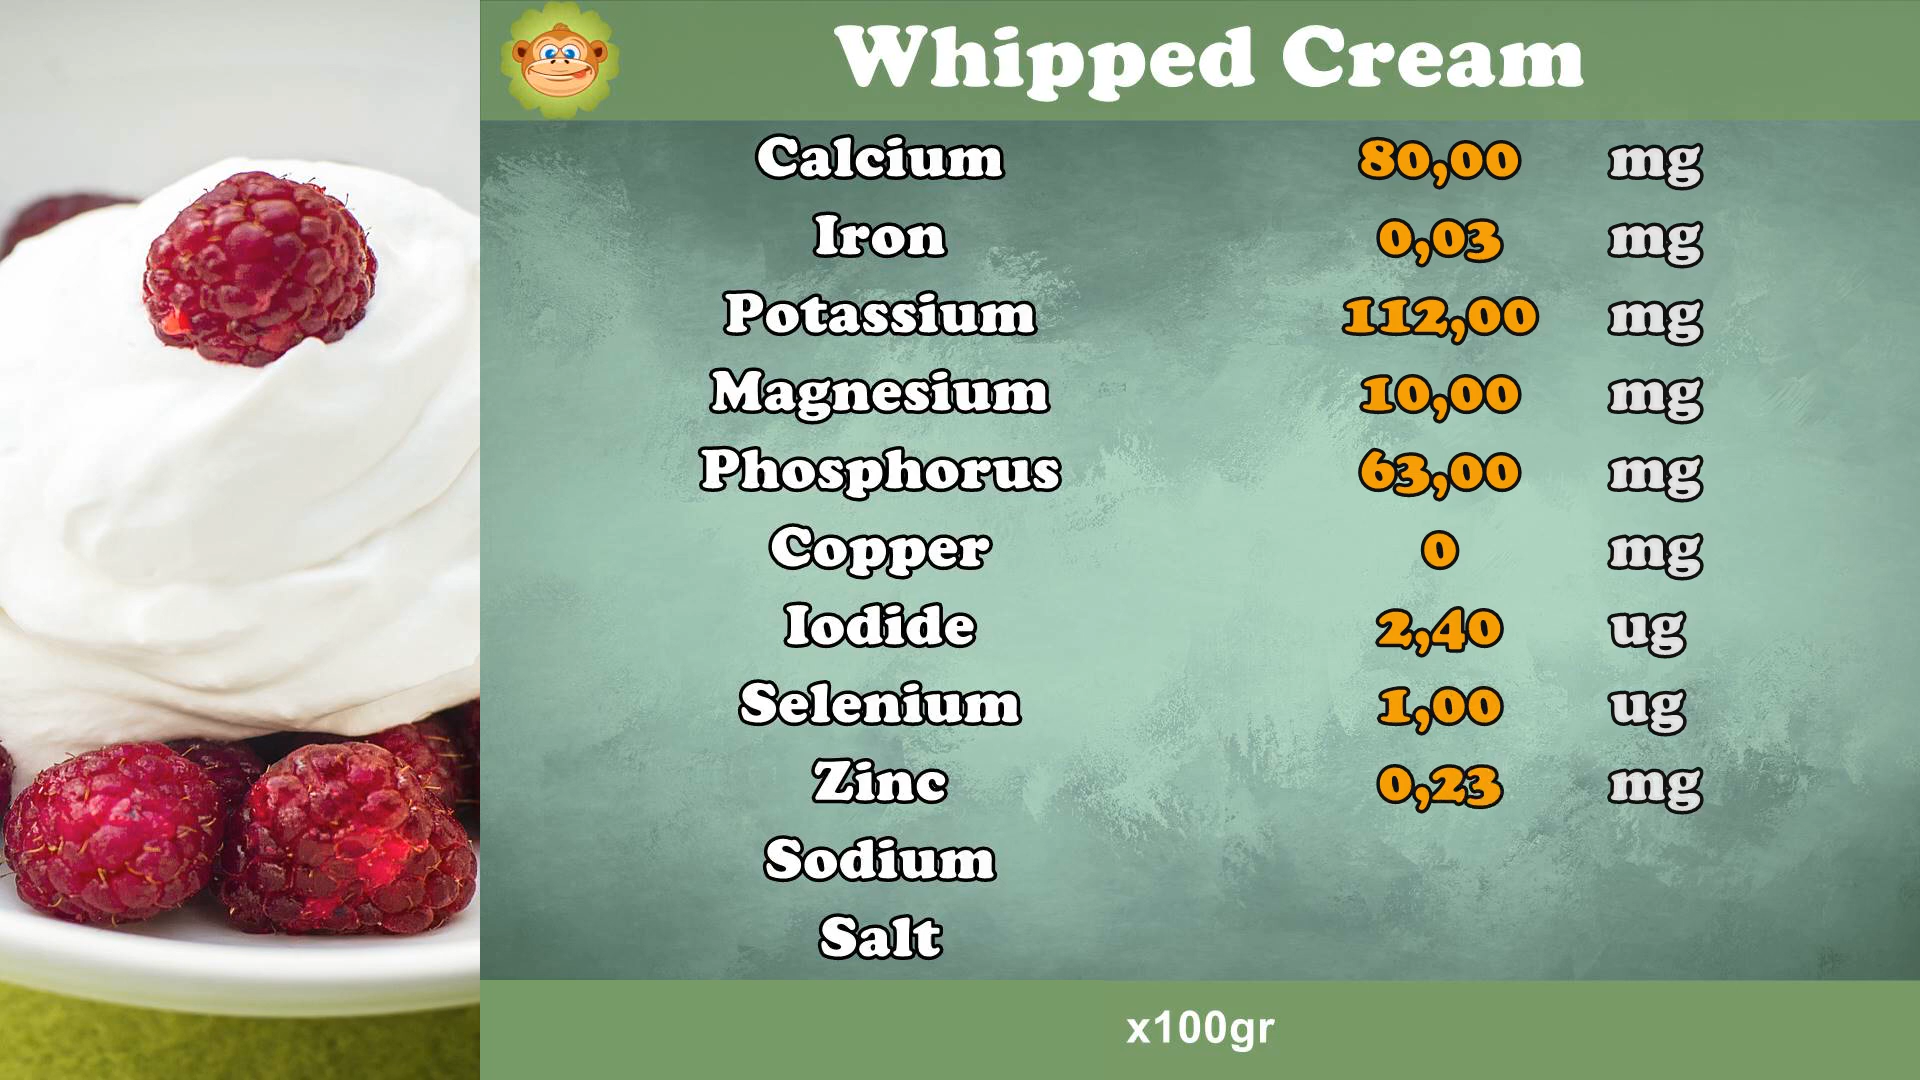 Whipped Cream
Calcium 80,00 mg
Iron 0,03 mg
Potassium 112,00 mg
Magnesium 10,00 mg
Phosphorus 63,00 mg
Copper 0 mg
Iodide 2,40 ug
Selenium 1,00 ug
Zinc 0,23 mg
Sodium
Salt
x100gr